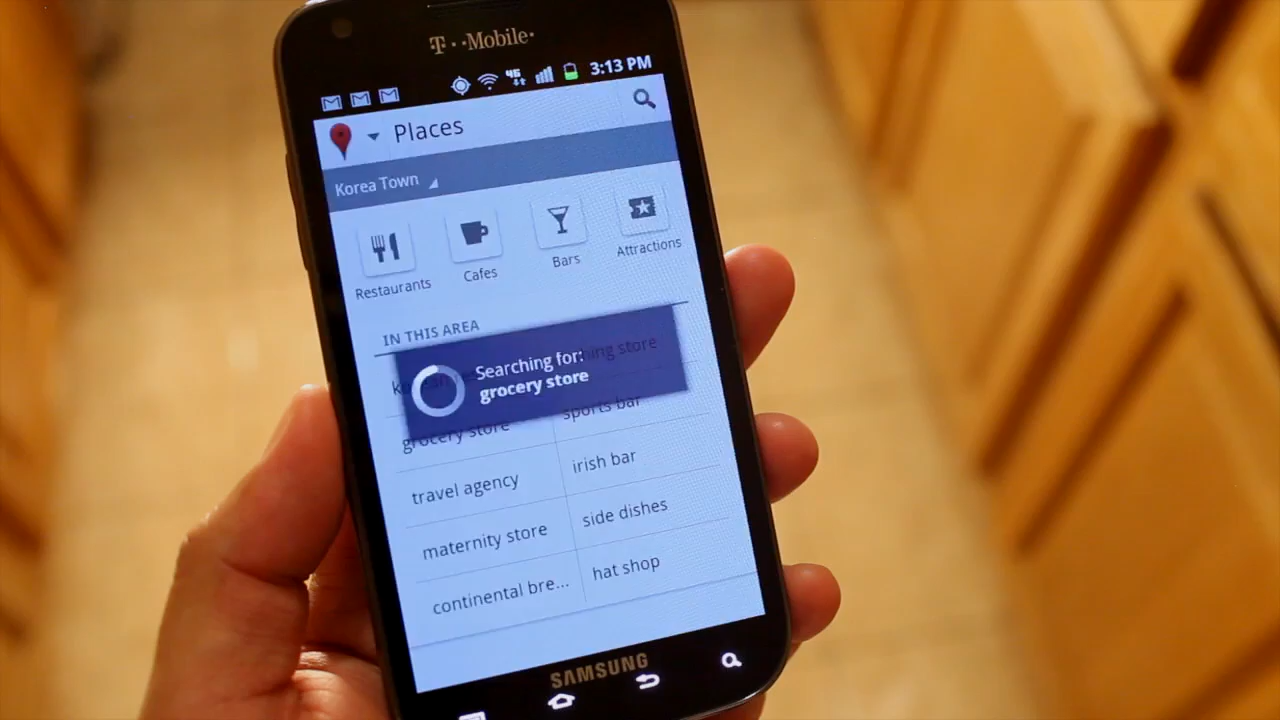 T··Mobile·
4G 3:13 PM
Places
Korea Town
Restaurants Cafes Bars Attractions
IN THIS AREA
Searching for:
grocery store
grocery store sports bar
travel agency irish bar
maternity store side dishes
continental bre... hat shop
SAMSUNG